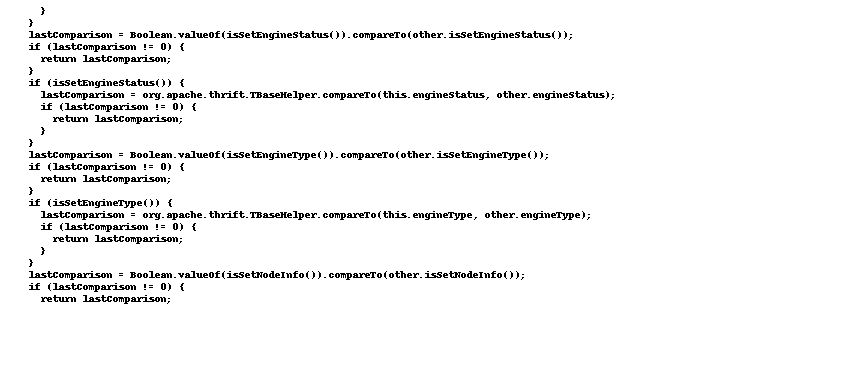 }
    }
    lastComparison = Boolean.valueOf(isSetEngineStatus()).compareTo(other.isSetEngineStatus());
    if (lastComparison != 0) {
      return lastComparison;
    }
    if (isSetEngineStatus()) {
      lastComparison = org.apache.thrift.TBaseHelper.compareTo(this.engineStatus, other.engineStatus);
      if (lastComparison != 0) {
        return lastComparison;
      }
    }
    lastComparison = Boolean.valueOf(isSetEngineType()).compareTo(other.isSetEngineType());
    if (lastComparison != 0) {
      return lastComparison;
    }
    if (isSetEngineType()) {
      lastComparison = org.apache.thrift.TBaseHelper.compareTo(this.engineType, other.engineType);
      if (lastComparison != 0) {
        return lastComparison;
      }
    }
    lastComparison = Boolean.valueOf(isSetNodeInfo()).compareTo(other.isSetNodeInfo());
    if (lastComparison != 0) {
      return lastComparison;